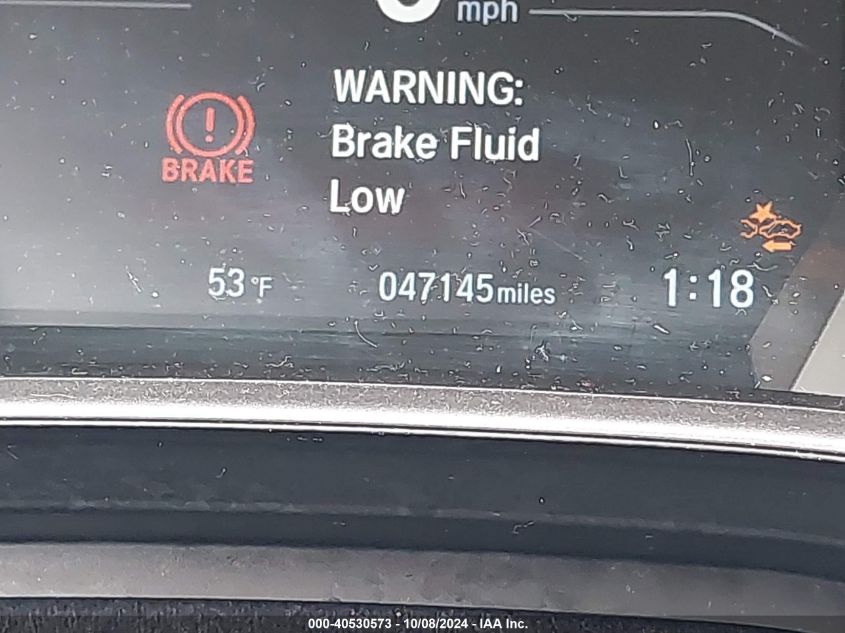 mph
WARNING:
Brake Fluid
Low
BRAKE
53°F 047145 miles 1:18
000-40530573 - 10/08/2024 - IAA Inc.